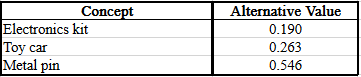 Concept Alternative Value
Electronics kit 0.190
Toy car 0.263
Metal pin 0.546